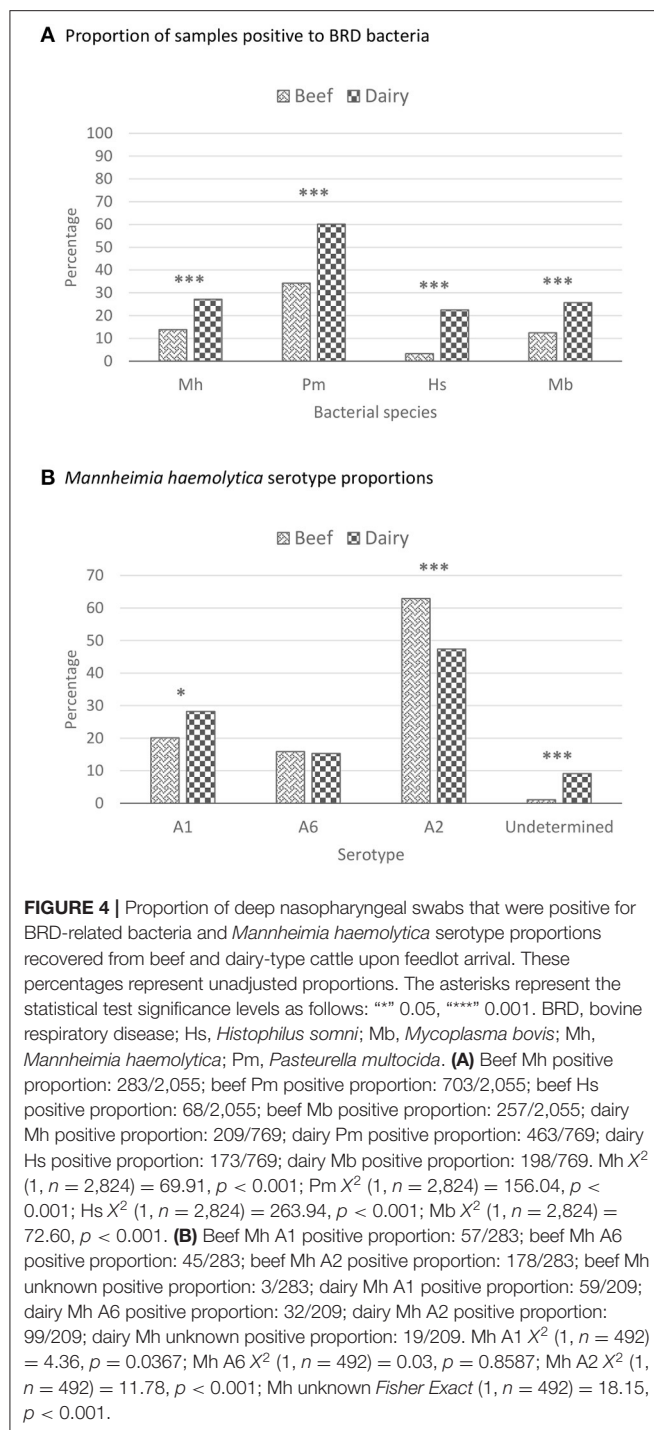 A Proportion of samples positive to BRD bacteria
Beef Dairy
100
90
80
70
60
50
40
30
20
10
0
Percentage
***
***
***
***
Mh Pm Hs Mb
Bacterial species
B Mannheimia haemolytica serotype proportions
Beef Dairy
70
60
50
40
30
20
10
0
Percentage
*
***
***
A1 A6 A2 Undetermined
Serotype
FIGURE 4 | Proportion of deep nasopharyngeal swabs that were positive for
BRD-related bacteria and Mannheimia haemolytica serotype proportions
recovered from beef and dairy-type cattle upon feedlot arrival. These
percentages represent unadjusted proportions. The asterisks represent the
statistical test significance levels as follows: “*” 0.05, “***” 0.001. BRD, bovine
respiratory disease; Hs, Histophilus somni; Mb, Mycoplasma bovis; Mh,
Mannheimia haemolytica; Pm, Pasteurella multocida. (A) Beef Mh positive
proportion: 283/2,055; beef Pm positive proportion: 703/2,055; beef Hs
positive proportion: 68/2,055; beef Mb positive proportion: 257/2,055; dairy
Mh positive proportion: 209/769; dairy Pm positive proportion: 463/769; dairy
Hs positive proportion: 173/769; dairy Mb positive proportion: 198/769. Mh X²
(1, n = 2,824) = 69.91, p < 0.001; Pm X² (1, n = 2,824) = 156.04, p <
0.001; Hs X² (1, n = 2,824) = 263.94, p < 0.001; Mb X² (1, n = 2,824) =
72.60, p < 0.001. (B) Beef Mh A1 positive proportion: 57/283; beef Mh A6
positive proportion: 45/283; beef Mh A2 positive proportion: 178/283; beef Mh
unknown positive proportion: 3/283; dairy Mh A1 positive proportion: 59/209;
dairy Mh A6 positive proportion: 32/209; dairy Mh A2 positive proportion:
99/209; dairy Mh unknown positive proportion: 19/209. Mh A1 X² (1, n = 492)
= 4.36, p = 0.0367; Mh A6 X² (1, n = 492) = 0.03, p = 0.8587; Mh A2 X² (1,
n = 492) = 11.78, p < 0.001; Mh unknown Fisher Exact (1, n = 492) = 18.15,
p < 0.001.